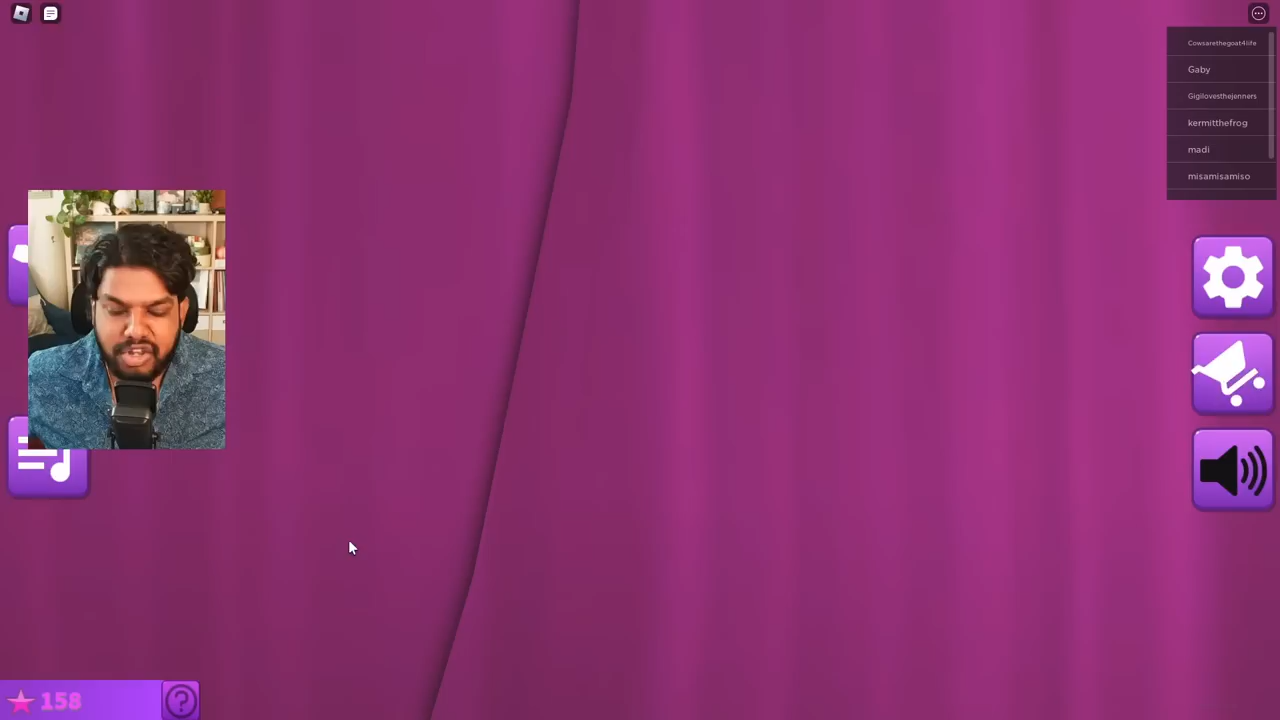 Cowsarethegoat4life
Gaby
Gigilovesthejenners
kermitthefrog
madi
misamisamiso
158
?